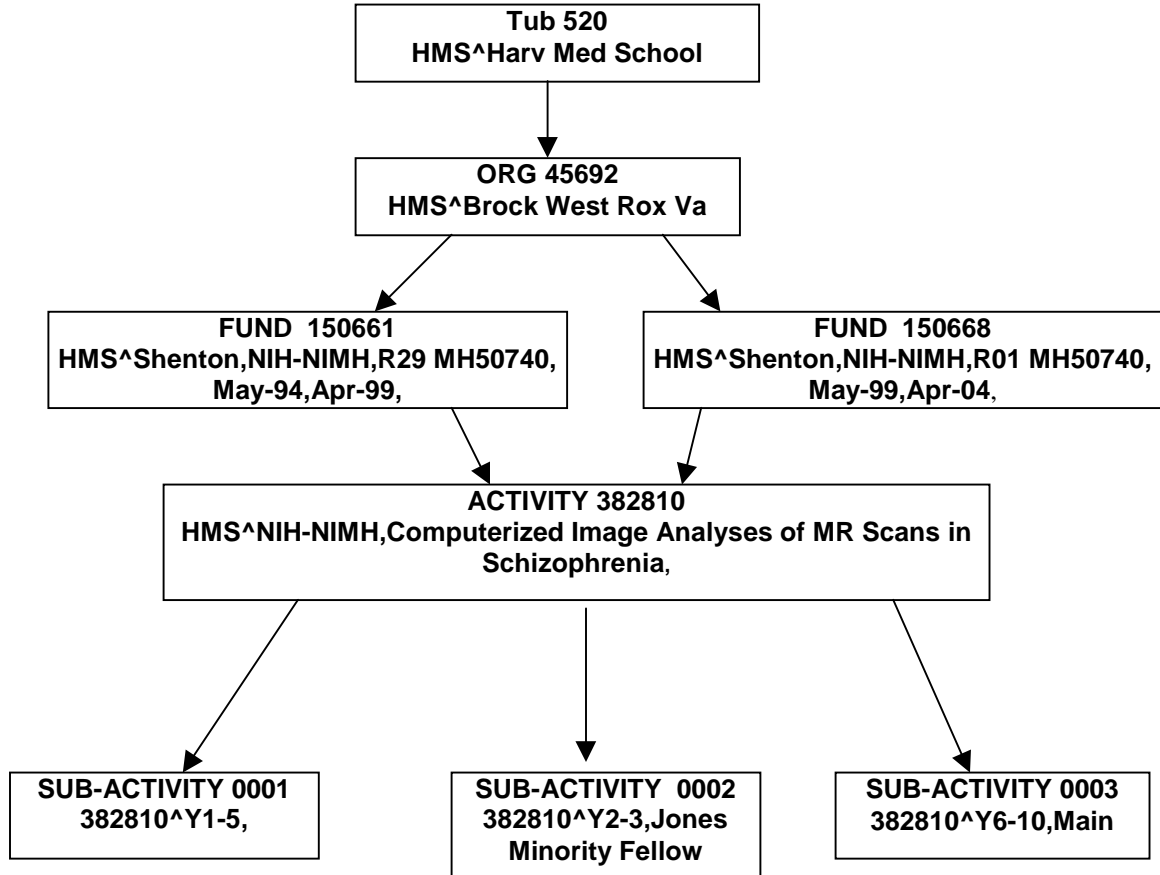 Tub 520
HMS^Harv Med School
ORG 45692
HMS^Brock West Rox Va
FUND  150661
HMS^Shenton,NIH-NIMH,R29 MH50740,
May-94,Apr-99,
FUND  150668
HMS^Shenton,NIH-NIMH,R01 MH50740,
May-99,Apr-04,
ACTIVITY 382810
HMS^NIH-NIMH,Computerized Image Analyses of MR Scans in
Schizophrenia,
SUB-ACTIVITY 0001
382810^Y1-5,
SUB-ACTIVITY  0002
382810^Y2-3,Jones
Minority Fellow
SUB-ACTIVITY 0003
382810^Y6-10,Main